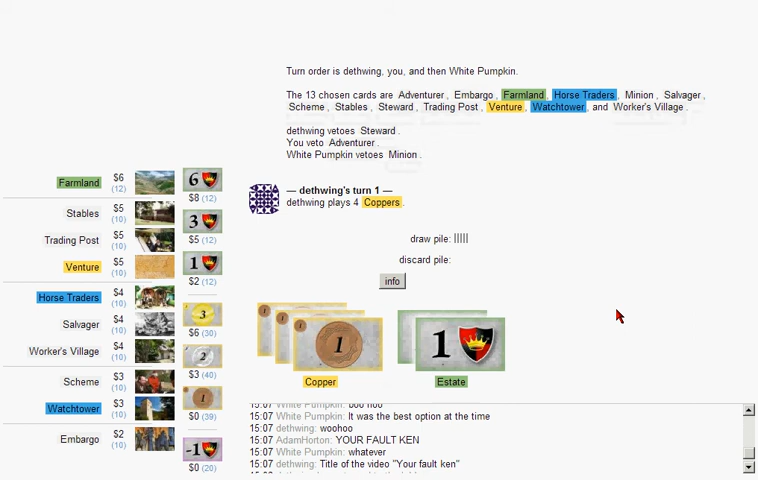 Turn order is dethwing, you, and then White Pumpkin.
The 13 chosen cards are Adventurer , Embargo , Farmland , Horse Traders , Minion , Salvager ,
Scheme , Stables , Steward , Trading Post , Venture , Watchtower , and Worker's Village .
dethwing vetoes Steward .
You veto Adventurer .
White Pumpkin vetoes Minion .
— dethwing's turn 1 —
dethwing plays 4 Coppers .
draw pile:
discard pile:
info
Farmland $6 (12)
6 $8 (12)
Stables $5 (10)
3 $5 (12)
Trading Post $5 (10)
Venture $5 (10)
1 $2 (12)
Horse Traders $4 (10)
3 $6 (30)
Salvager $4 (10)
Worker's Village $4 (10)
2 $3 (40)
Scheme $3 (10)
Watchtower $3 (10)
1 $0 (39)
Embargo $2 (10)
-1 $0 (20)
1 1 1 1
Copper
1
Estate
15:07 White Pumpkin: boo hoo
15:07 White Pumpkin: It was the best option at the time
15:07 dethwing: woohoo
15:07 AdamHorton: YOUR FAULT KEN
15:07 White Pumpkin: whatever
15:07 dethwing: Title of the video "Your fault ken"